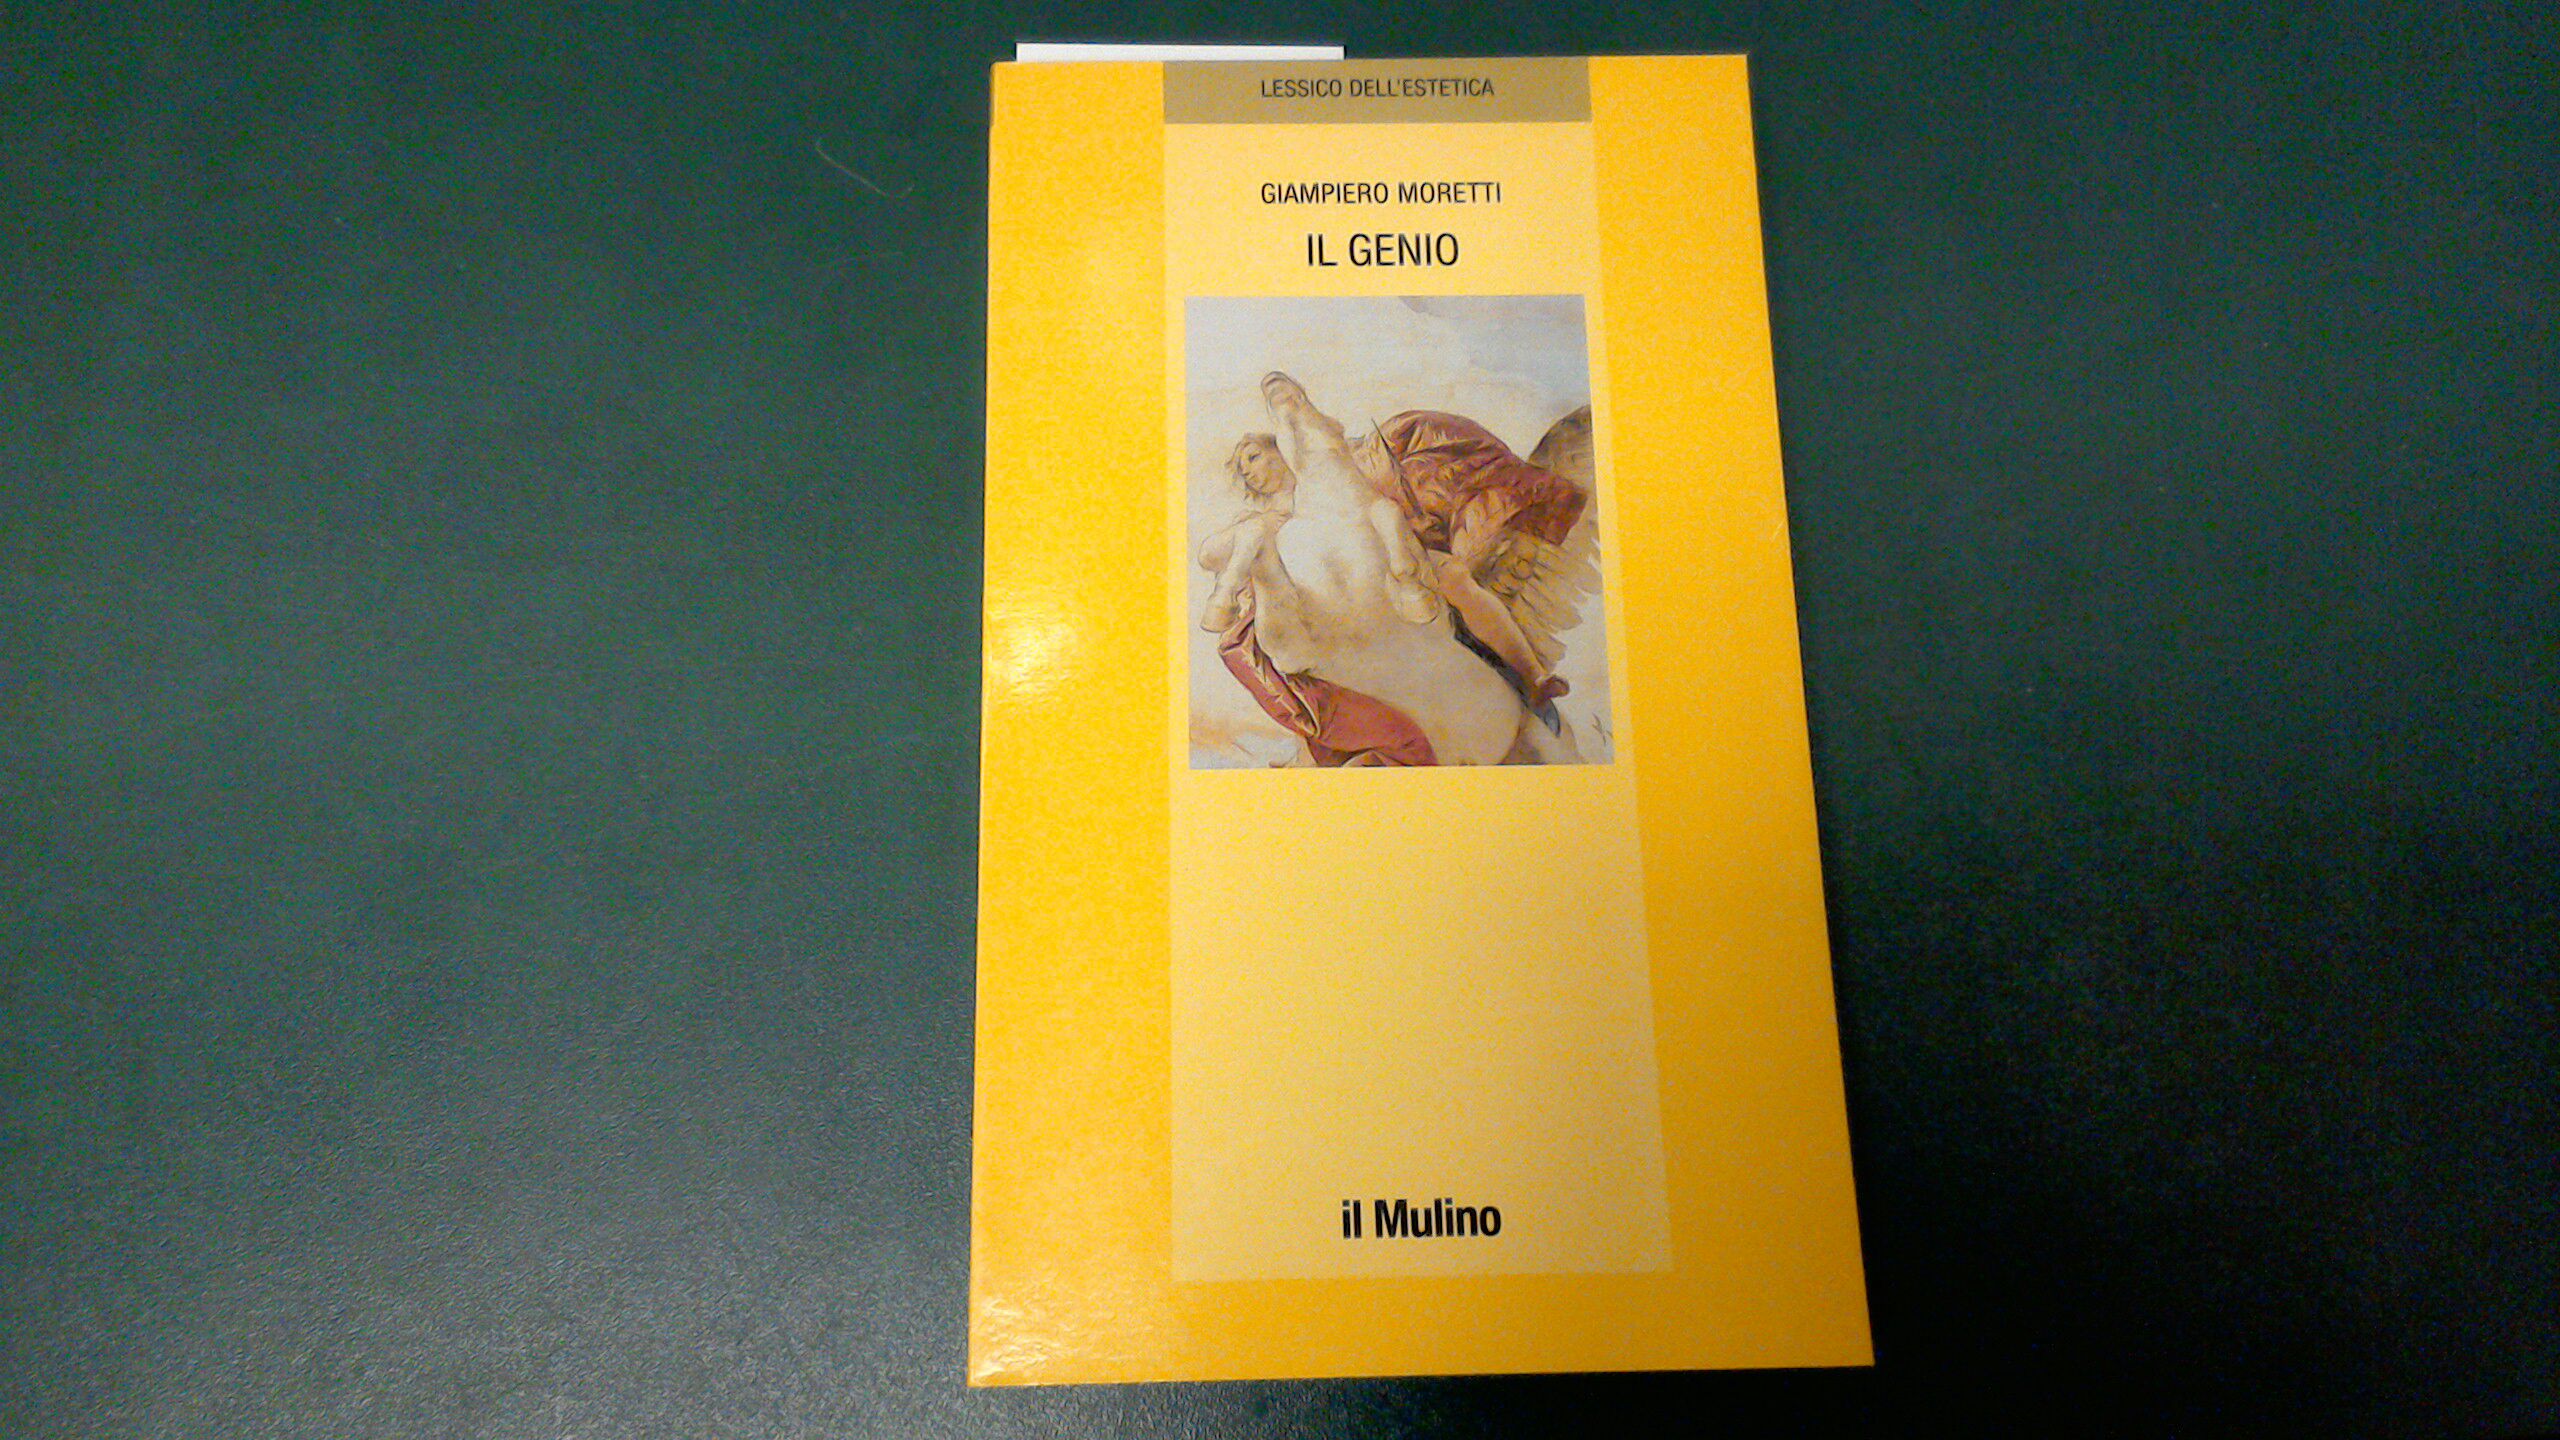 LESSICO DELL'ESTETICA
GIAMPIERO MORETTI
IL GENIO
il Mulino